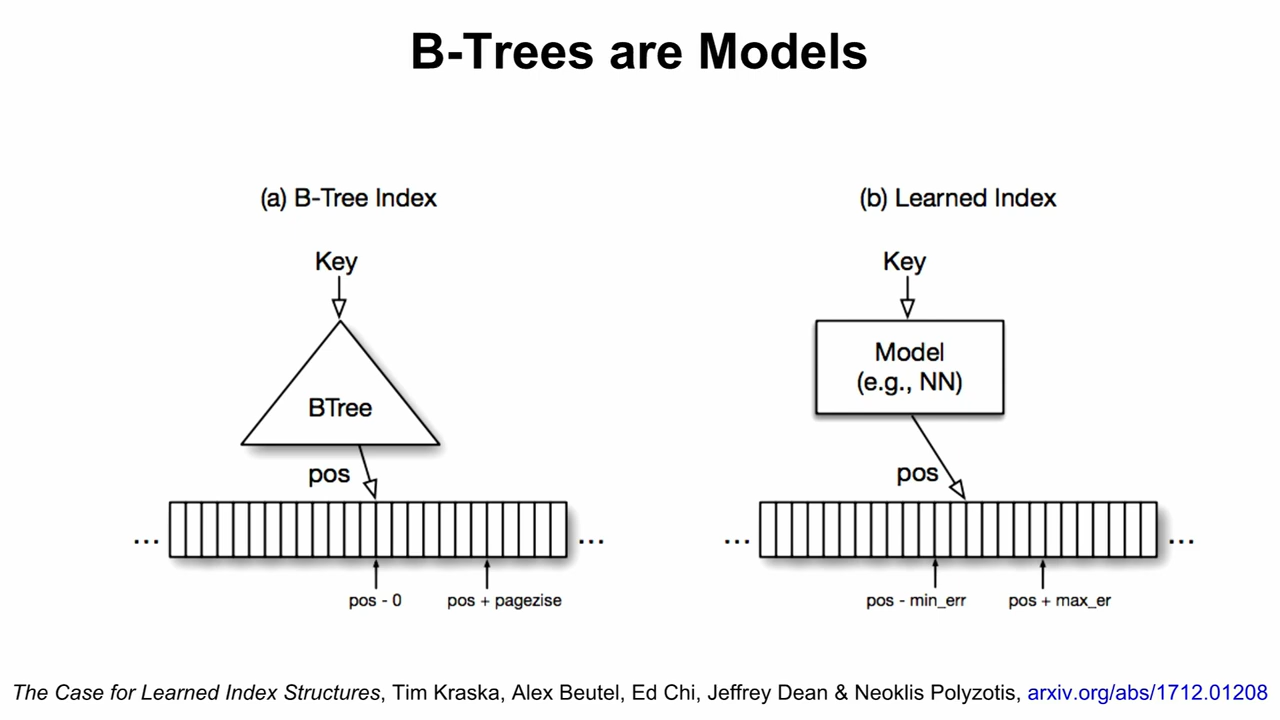 B-Trees are Models
(a) B-Tree Index
Key
BTree
pos
...
...
pos - 0
pos + pagezise
(b) Learned Index
Key
Model
(e.g., NN)
pos
...
...
pos - min_err
pos + max_er
The Case for Learned Index Structures, Tim Kraska, Alex Beutel, Ed Chi, Jeffrey Dean & Neoklis Polyzotis, arxiv.org/abs/1712.01208